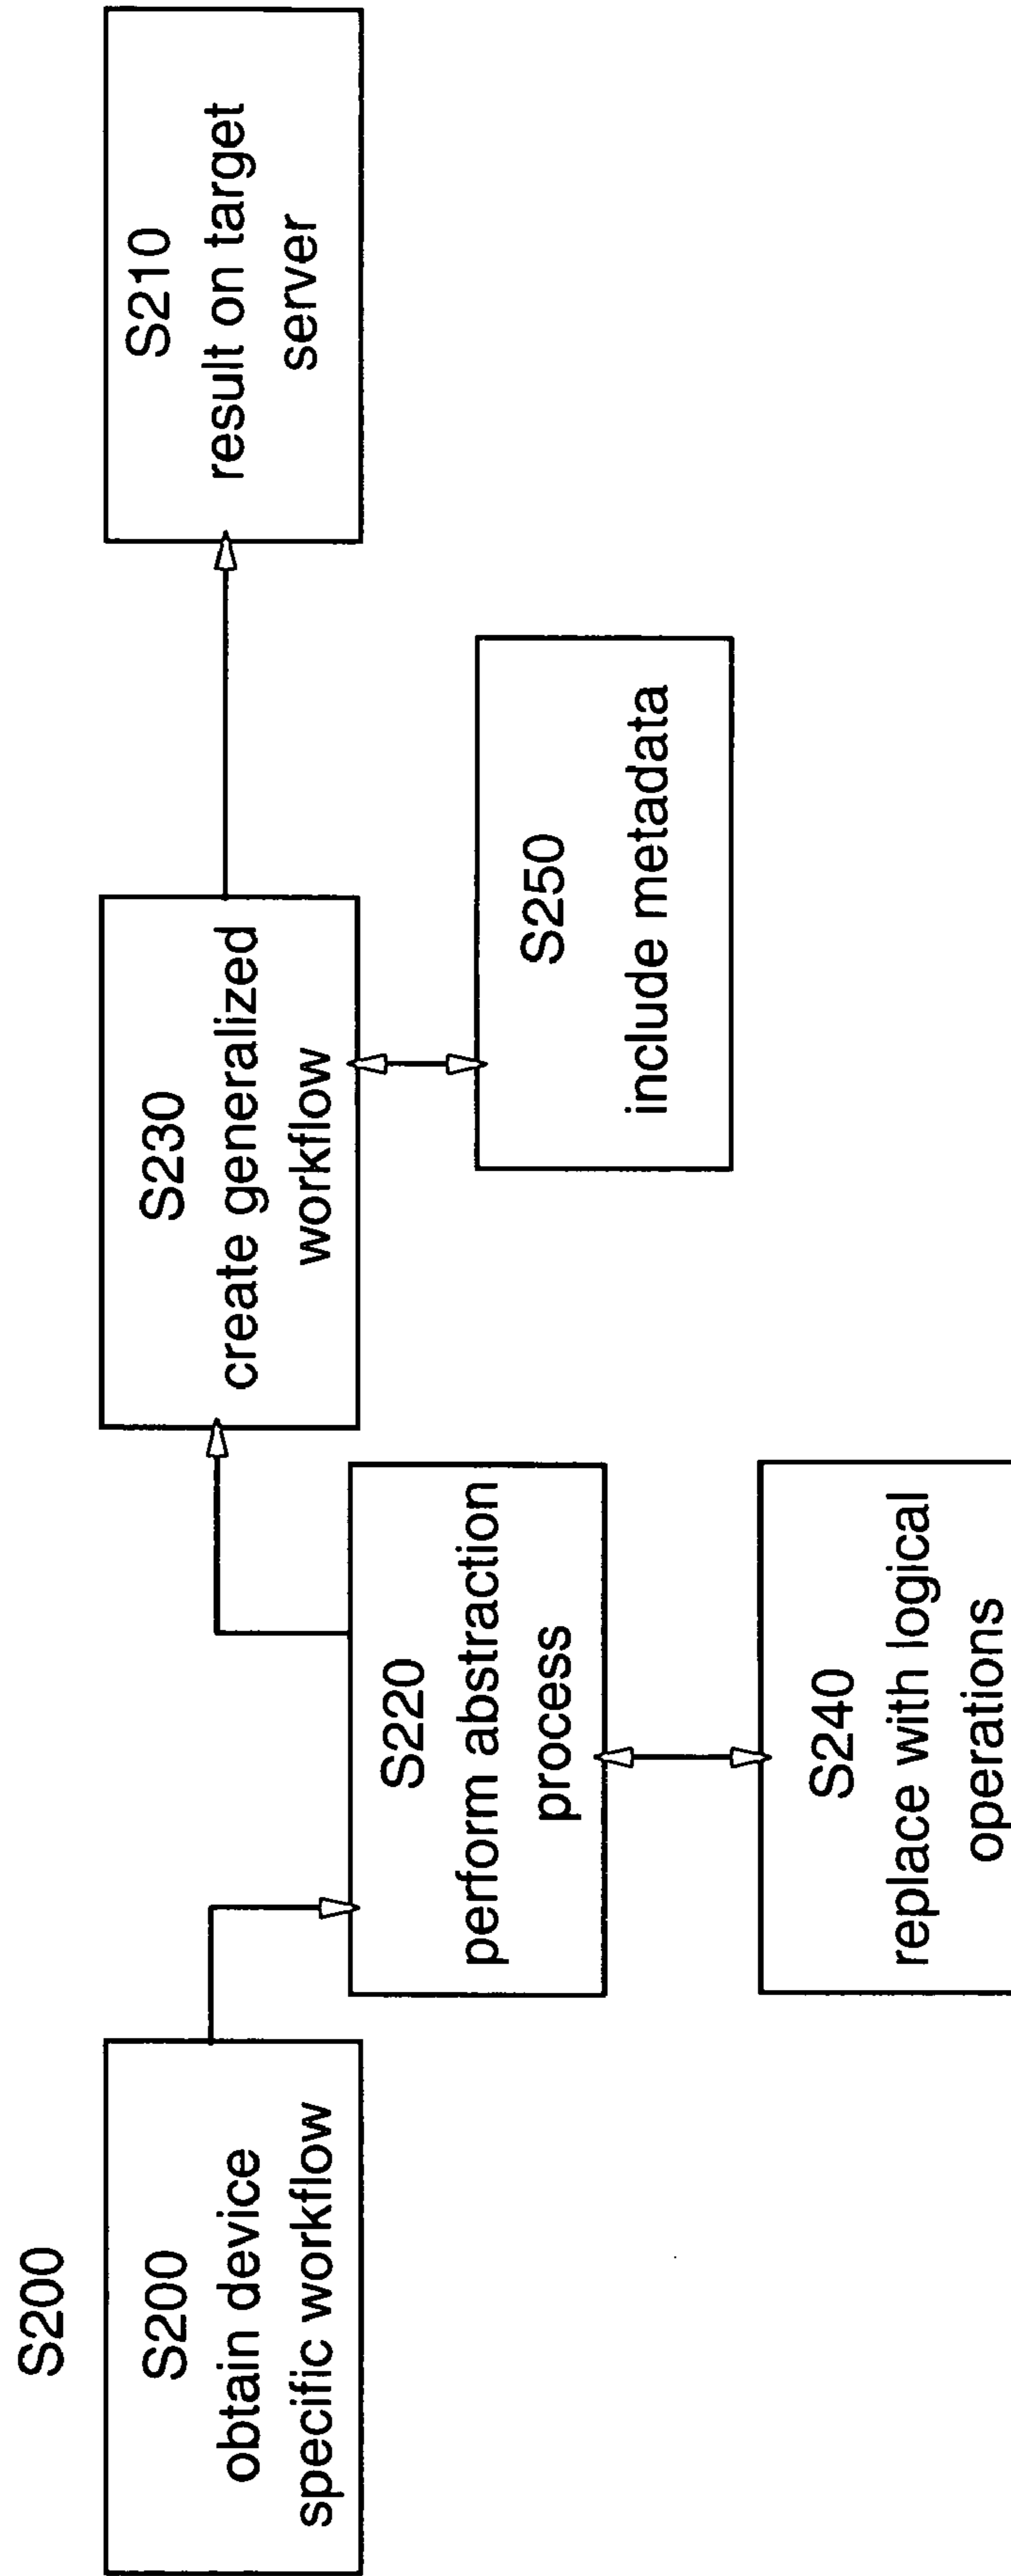 S200
S200
obtain device
specific workflow
S220
perform abstraction
process
S240
replace with logical
operations
S230
create generalized
workflow
S250
include metadata
S210
result on target
server